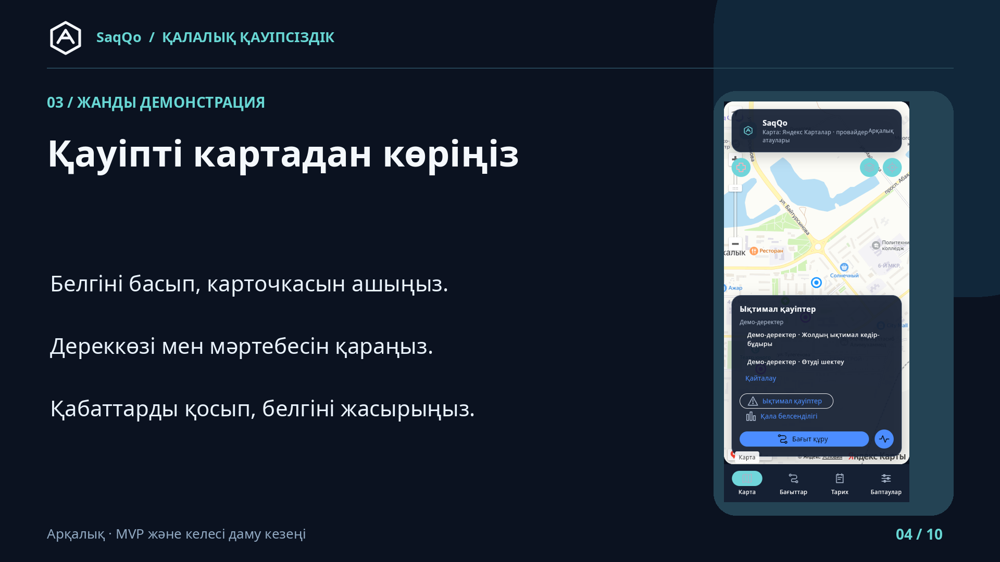 SaqQo / ҚАЛАЛЫҚ ҚАУІПСІЗДІК
03 / ЖАНДЫ ДЕМОНСТРАЦИЯ
Қауіпті картадан көріңіз
Белгіні басып, карточкасын ашыңыз.
Дереккөзі мен мәртебесін қараңыз.
Қабаттарды қосып, белгіні жасырыңыз.
SaqQo
Карта: Яндекс Карталар · провайдер
атаулары
Арқалық
просп. Абая
ул. Байтурсынова
Политехни
колледж
калык
Ресторан
6-Й МКР.
Солнечный
Ажар
Ықтимал қауіптер
Демо-деректер
Демо-деректер · Жолдың ықтимал кедір-
бұдыры
Демо-деректер · Өтуді шектеу
Қайталау
Ықтимал қауіптер
Қала белсенділігі
Бағыт құру
Карта
© Яндекс Условия
Яндекс Карты
Карта
Бағыттар
Тарих
Баптаулар
Арқалық · MVP және келесі даму кезеңі
04 / 10